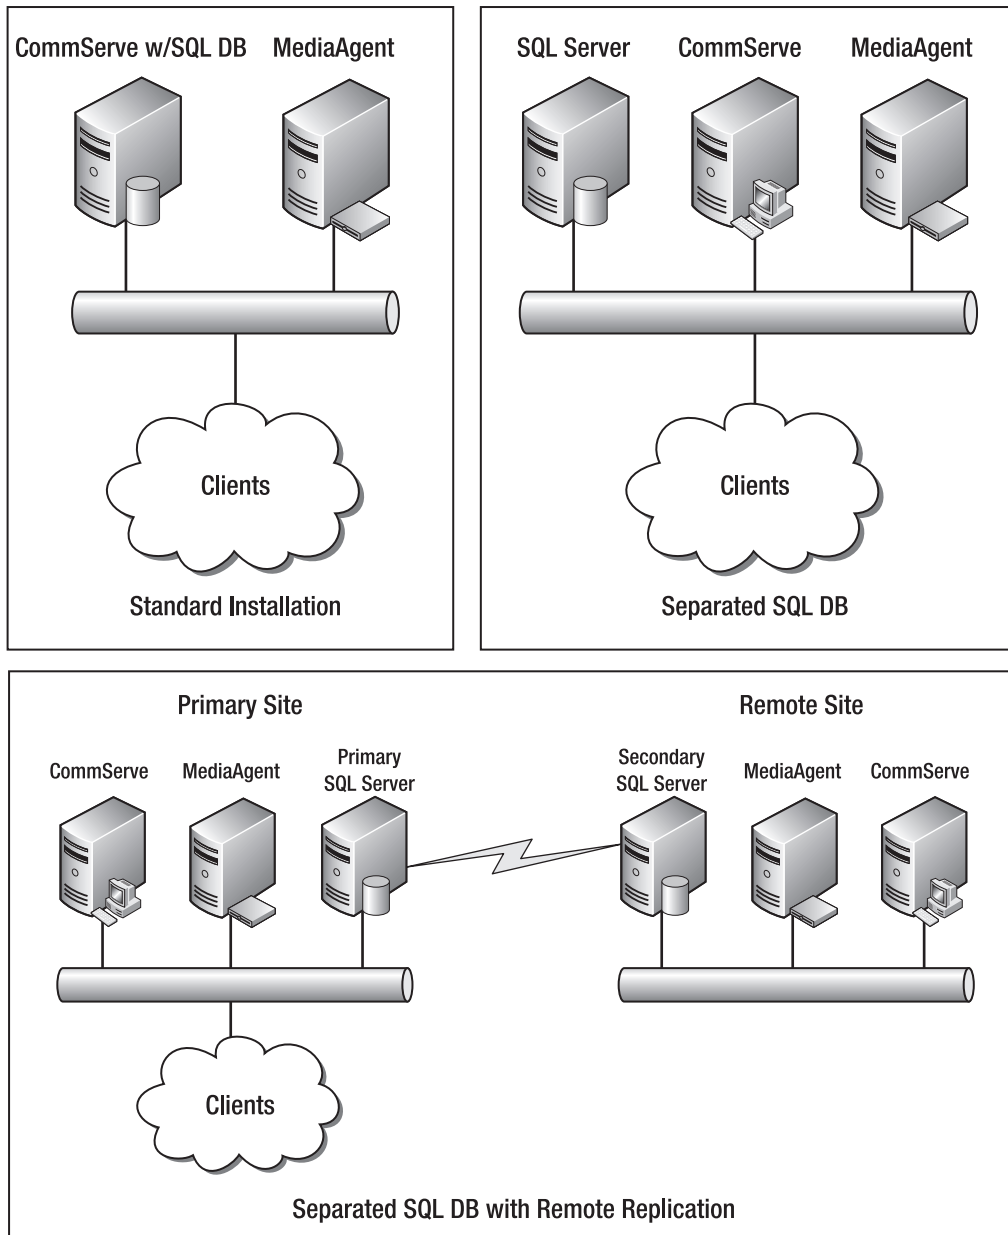 CommServe w/SQL DB
MediaAgent
Clients
Standard Installation
SQL Server
CommServe
MediaAgent
Clients
Separated SQL DB
Primary Site
CommServe
MediaAgent
Primary
SQL Server
Clients
Remote Site
Secondary
SQL Server
MediaAgent
CommServe
Separated SQL DB with Remote Replication